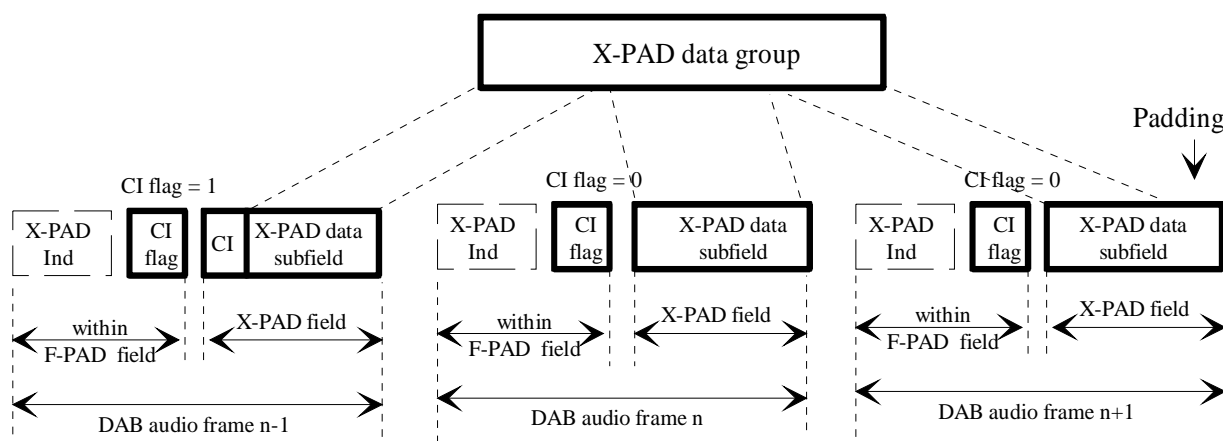 X-PAD data group
Padding
CI flag = 1
CI flag = 0
CI flag = 0
X-PAD
Ind
CI
flag
CI
X-PAD data
subfield
X-PAD
Ind
CI
flag
X-PAD data
subfield
X-PAD
Ind
CI
flag
X-PAD data
subfield
within
F-PAD field
X-PAD field
within
F-PAD field
X-PAD field
within
F-PAD field
X-PAD field
DAB audio frame n-1
DAB audio frame n
DAB audio frame n+1